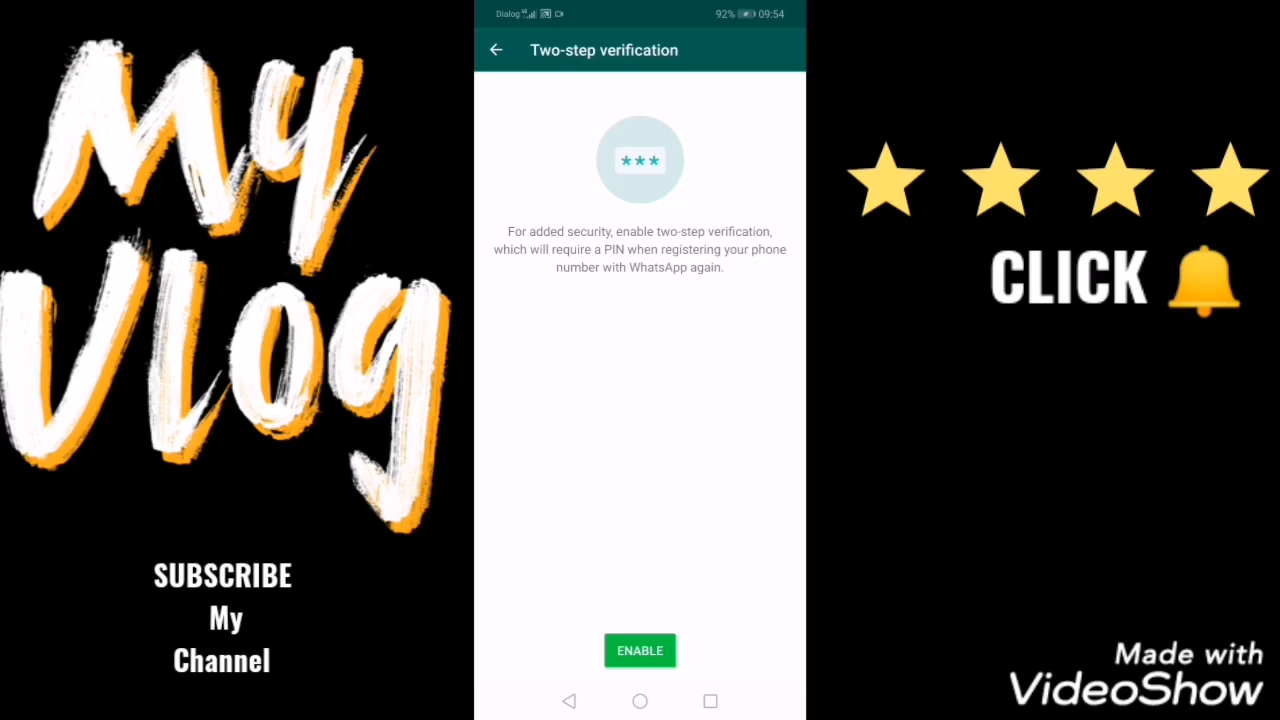 My
Vlog
SUBSCRIBE
My
Channel
Dialog 92% 09:54
Two-step verification
***
For added security, enable two-step verification,
which will require a PIN when registering your phone
number with WhatsApp again.
ENABLE
CLICK
Made with
VideoShow